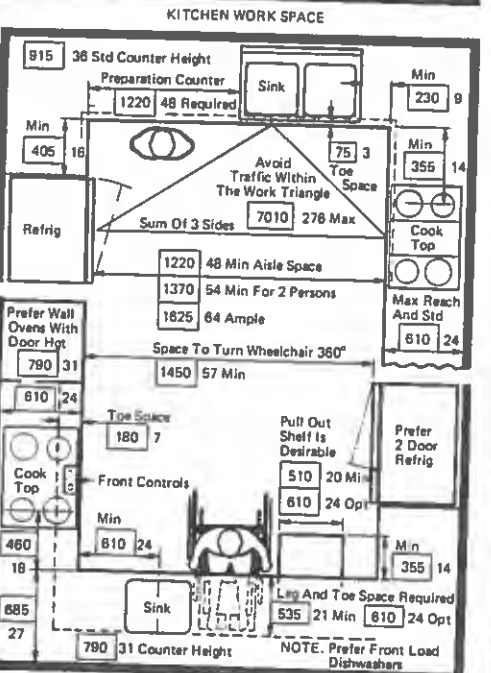 KITCHEN WORK SPACE
915 36 Std Counter Height
Preparation Counter
1220 48 Required
Sink
Min
230 9
Min
405 16
75 3
Toe
Space
Min
355 14
Avoid
Traffic Within
The Work Triangle
7010 276 Max
Sum Of 3 Sides
Refrig
Cook
Top
1220 48 Min Aisle Space
1370 54 Min For 2 Persons
1625 64 Ample
Max Reach
And Std
610 24
Prefer Wall
Ovens With
Door Hot
790 31
610 24
Space To Turn Wheelchair 360°
1450 57 Min
Toe Space
180 7
Pull Out
Shelf Is
Desirable
510 20 Mi
610 24 Opt
Prefer
2 Door
Refrig
Cook
Top
Front Controls
Min
610 24
460
18
Min
355 14
685
27
Sink
Leg And Toe Space Required
535 21 Min 610 24 Opt
790 31 Counter Height
NOTE. Prefer Front Load
Dishwashers